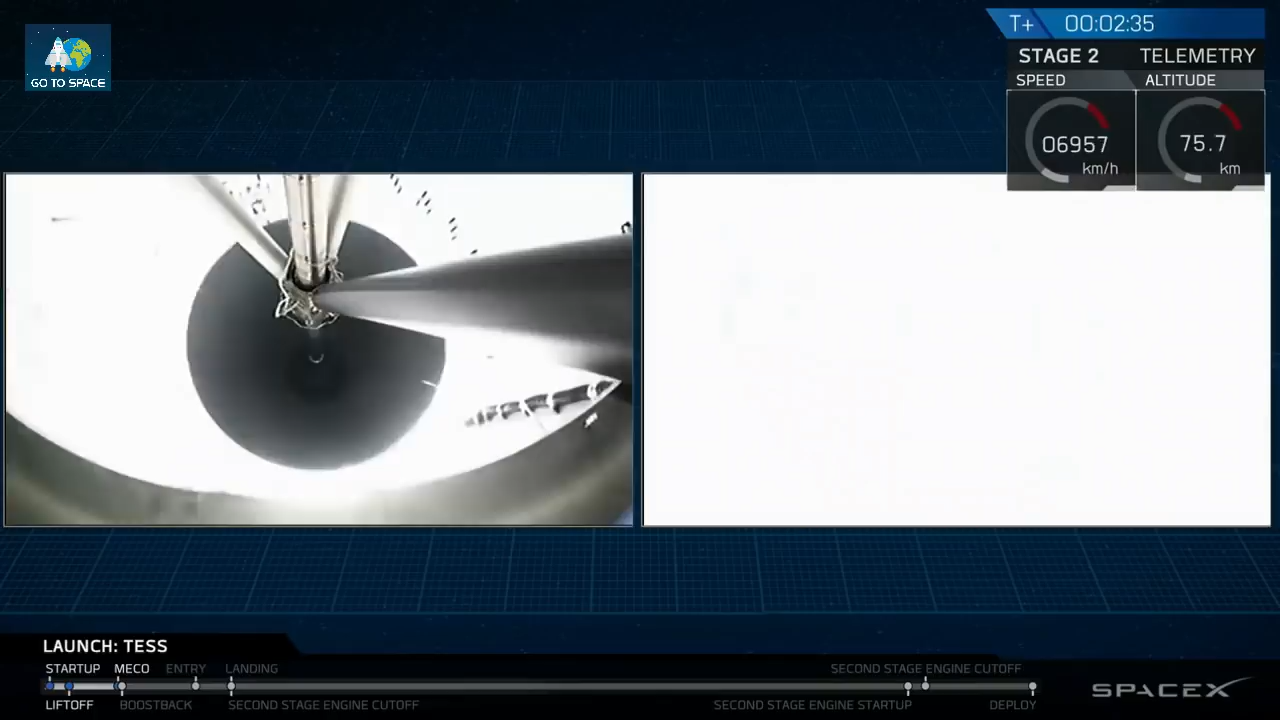 GO TO SPACE
T+ 00:02:35
STAGE 2 TELEMETRY
SPEED ALTITUDE
06957 75.7
km/h km
LAUNCH: TESS
STARTUP MECO ENTRY LANDING SECOND STAGE ENGINE CUTOFF
LIFTOFF BOOSTBACK SECOND STAGE ENGINE CUTOFF SECOND STAGE ENGINE STARTUP DEPLOY
SPACEX